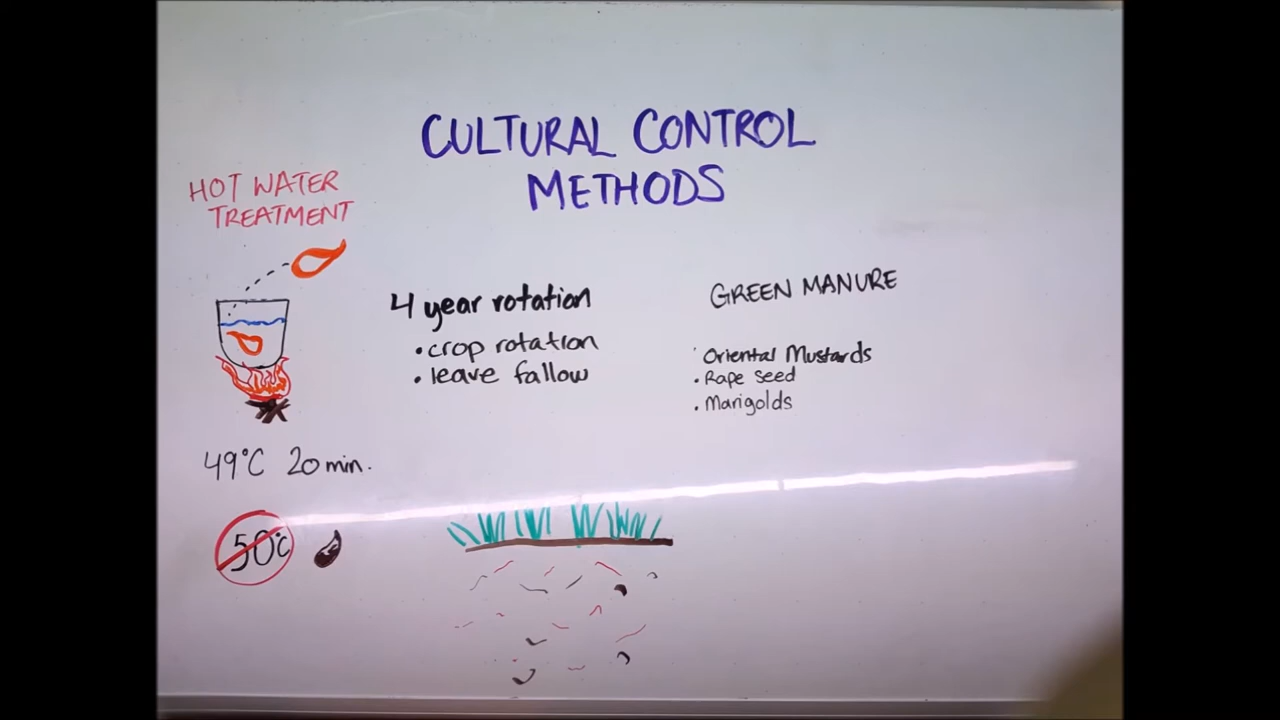 CULTURAL CONTROL
METHODS
HOT WATER
TREATMENT
49°C 20 min.
50°C
4 year rotation
• crop rotation
• leave fallow
GREEN MANURE
· Oriental Mustards
• Rape seed
• Marigolds